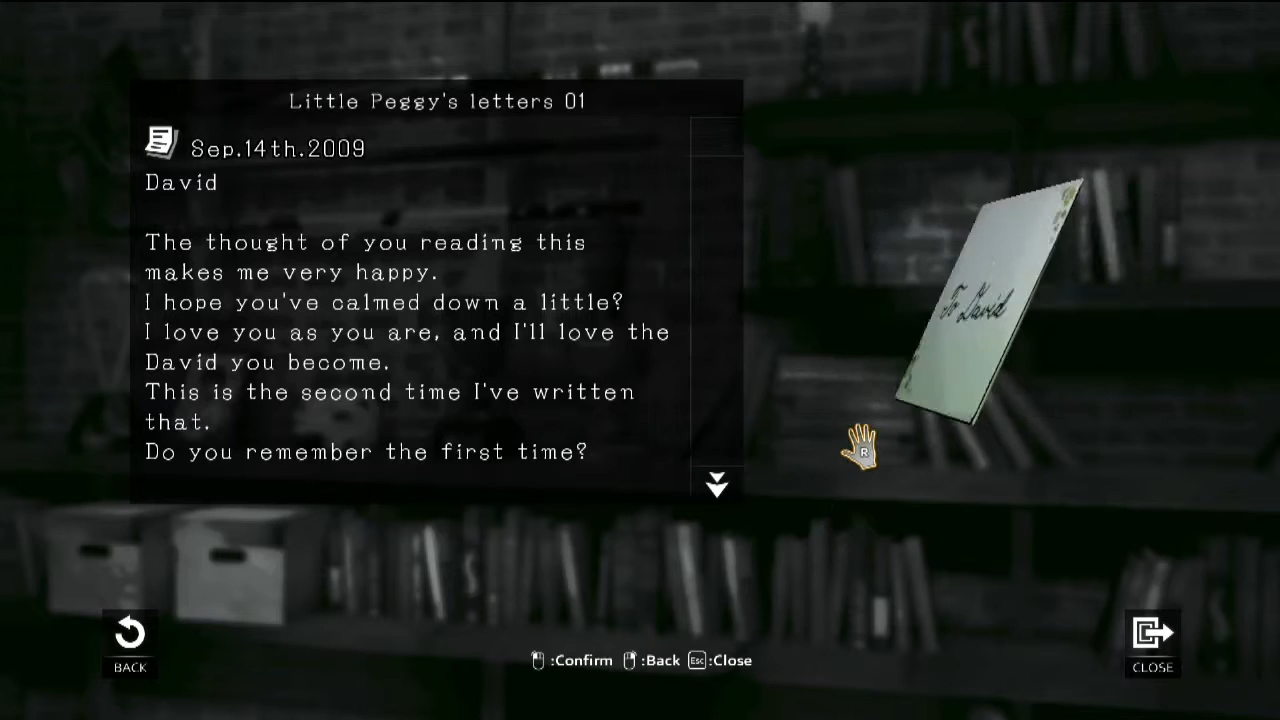 Little Peggy's letters 01
Sep.14th.2009
David
The thought of you reading this
makes me very happy.
I hope you've calmed down a little?
I love you as you are, and I'll love the
David you become.
This is the second time I've written
that.
Do you remember the first time?
To David
R
BACK
:Confirm :Back Esc :Close
CLOSE